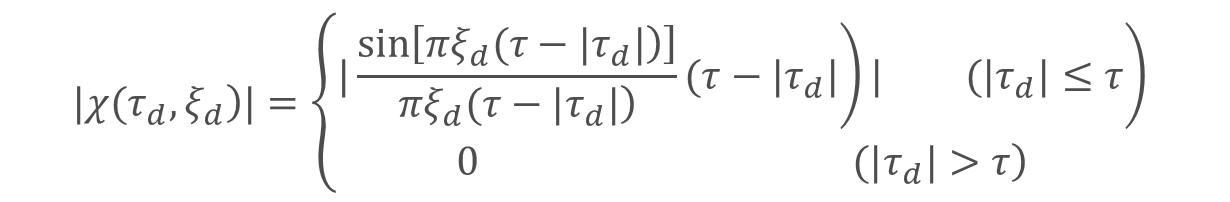 |χ(τ_d, ξ_d)| = { | sin[πξ_d(τ − |τ_d|)] / πξ_d(τ − |τ_d|) (τ − |τ_d|) ) | (|τ_d| ≤ τ )
0 (|τ_d| > τ)